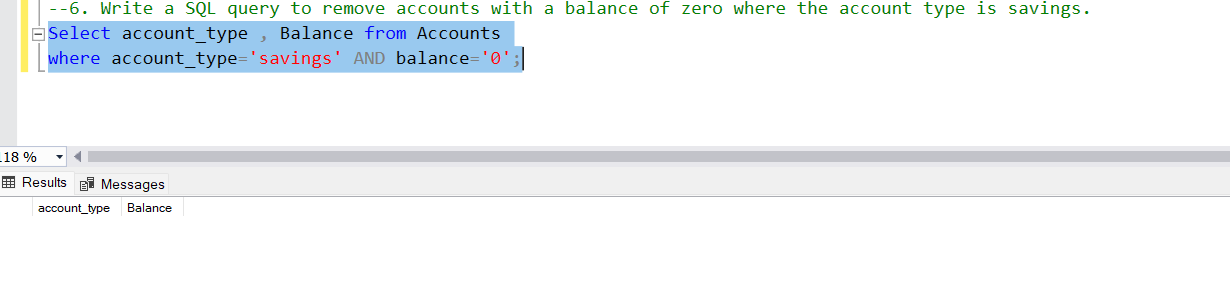 --6. Write a SQL query to remove accounts with a balance of zero where the account type is savings.
Select account_type , Balance from Accounts
where account_type='savings' AND balance='0';
118 %
Results Messages
account_type Balance